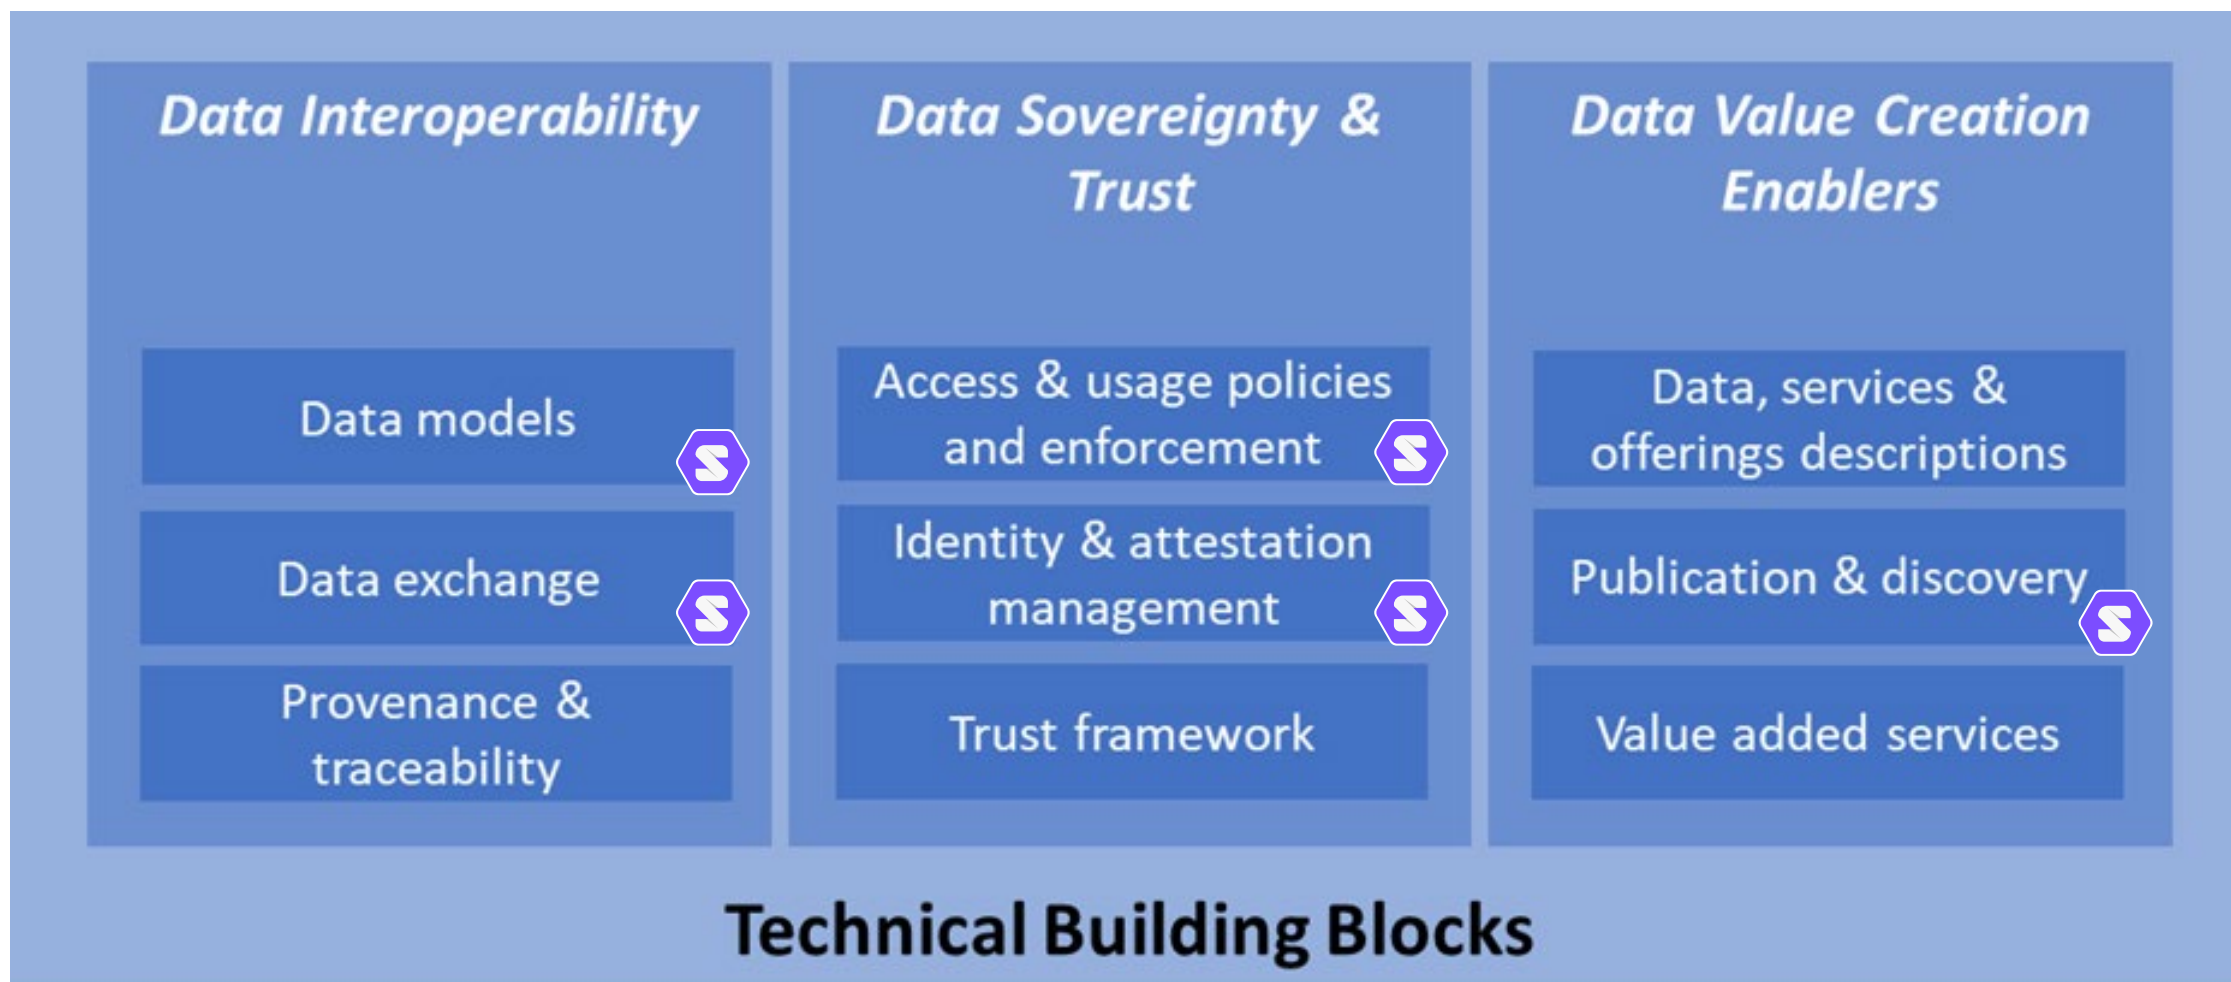 Data Interoperability
Data models
Data exchange
Provenance &
traceability
Data Sovereignty &
Trust
Access & usage policies
and enforcement
Identity & attestation
management
Trust framework
Data Value Creation
Enablers
Data, services &
offerings descriptions
Publication & discovery
Value added services
Technical Building Blocks